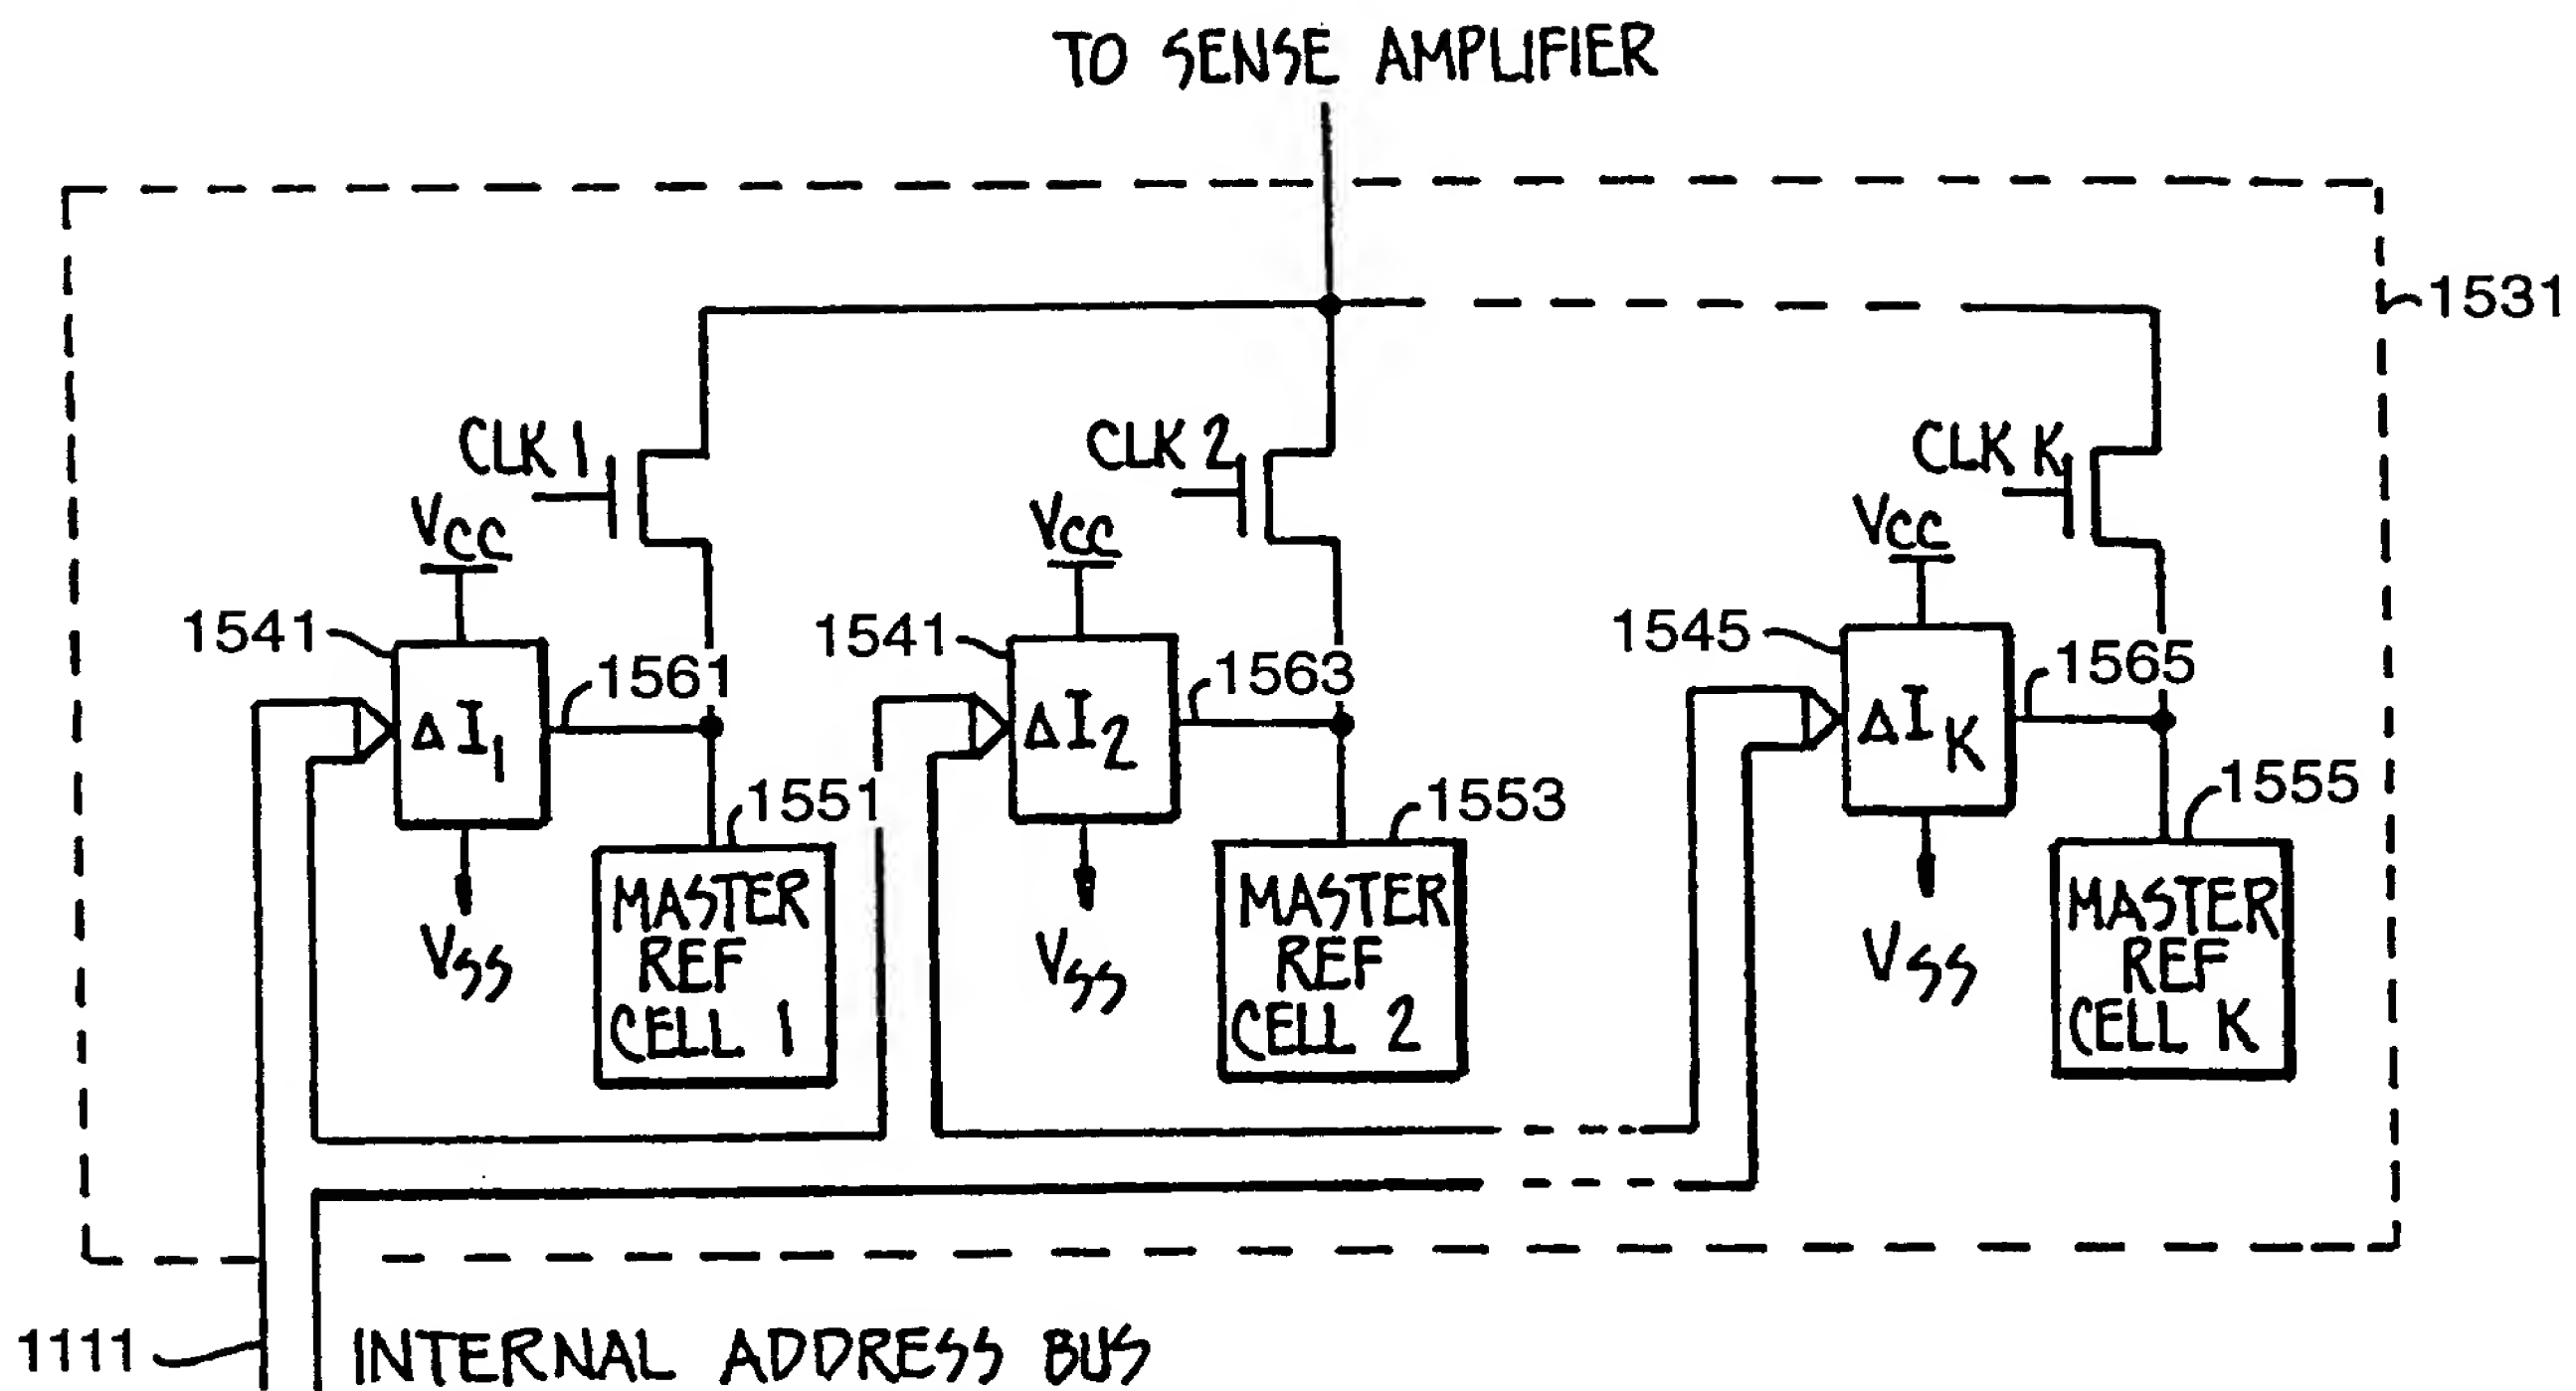 TO SENSE AMPLIFIER
1531
CLK 1
CLK 2
CLK K
VCC
VCC
VCC
1541
1541
1545
1561
1563
1565
ΔI1
ΔI2
ΔIK
1551
1553
1555
VSS
VSS
VSS
MASTER
REF
CELL 1
MASTER
REF
CELL 2
MASTER
REF
CELL K
1111
INTERNAL ADDRESS BUS